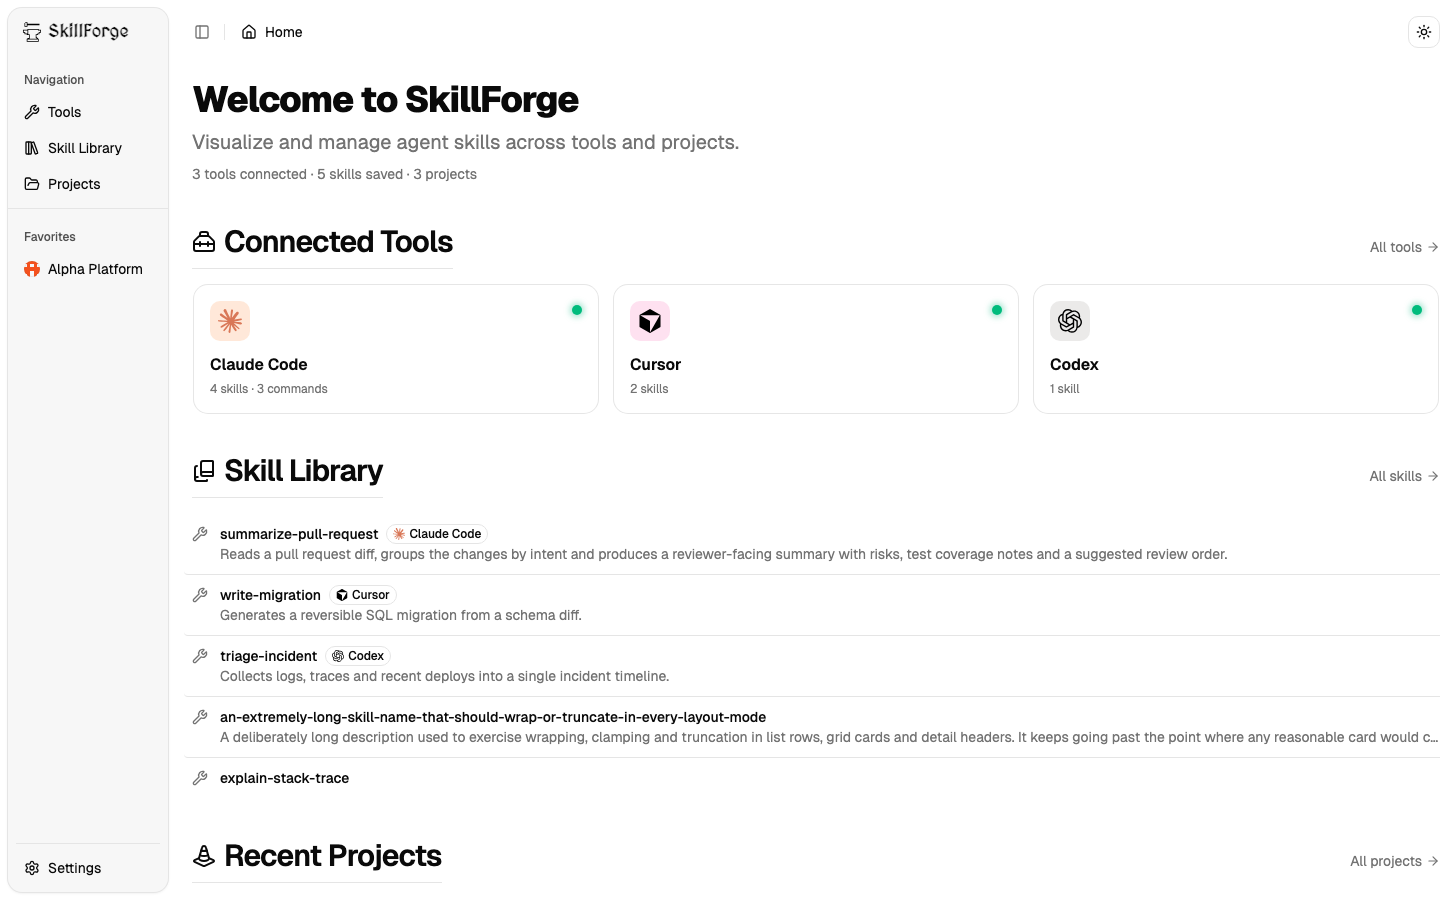 SkillForge
Home
Navigation
Tools
Skill Library
Projects
Favorites
Alpha Platform
Settings
Welcome to SkillForge
Visualize and manage agent skills across tools and projects.
3 tools connected · 5 skills saved · 3 projects
Connected Tools
All tools →
Claude Code
4 skills · 3 commands
Cursor
2 skills
Codex
1 skill
Skill Library
All skills →
summarize-pull-request Claude Code
Reads a pull request diff, groups the changes by intent and produces a reviewer-facing summary with risks, test coverage notes and a suggested review order.
write-migration Cursor
Generates a reversible SQL migration from a schema diff.
triage-incident Codex
Collects logs, traces and recent deploys into a single incident timeline.
an-extremely-long-skill-name-that-should-wrap-or-truncate-in-every-layout-mode
A deliberately long description used to exercise wrapping, clamping and truncation in list rows, grid cards and detail headers. It keeps going past the point where any reasonable card would c…
explain-stack-trace
Recent Projects
All projects →